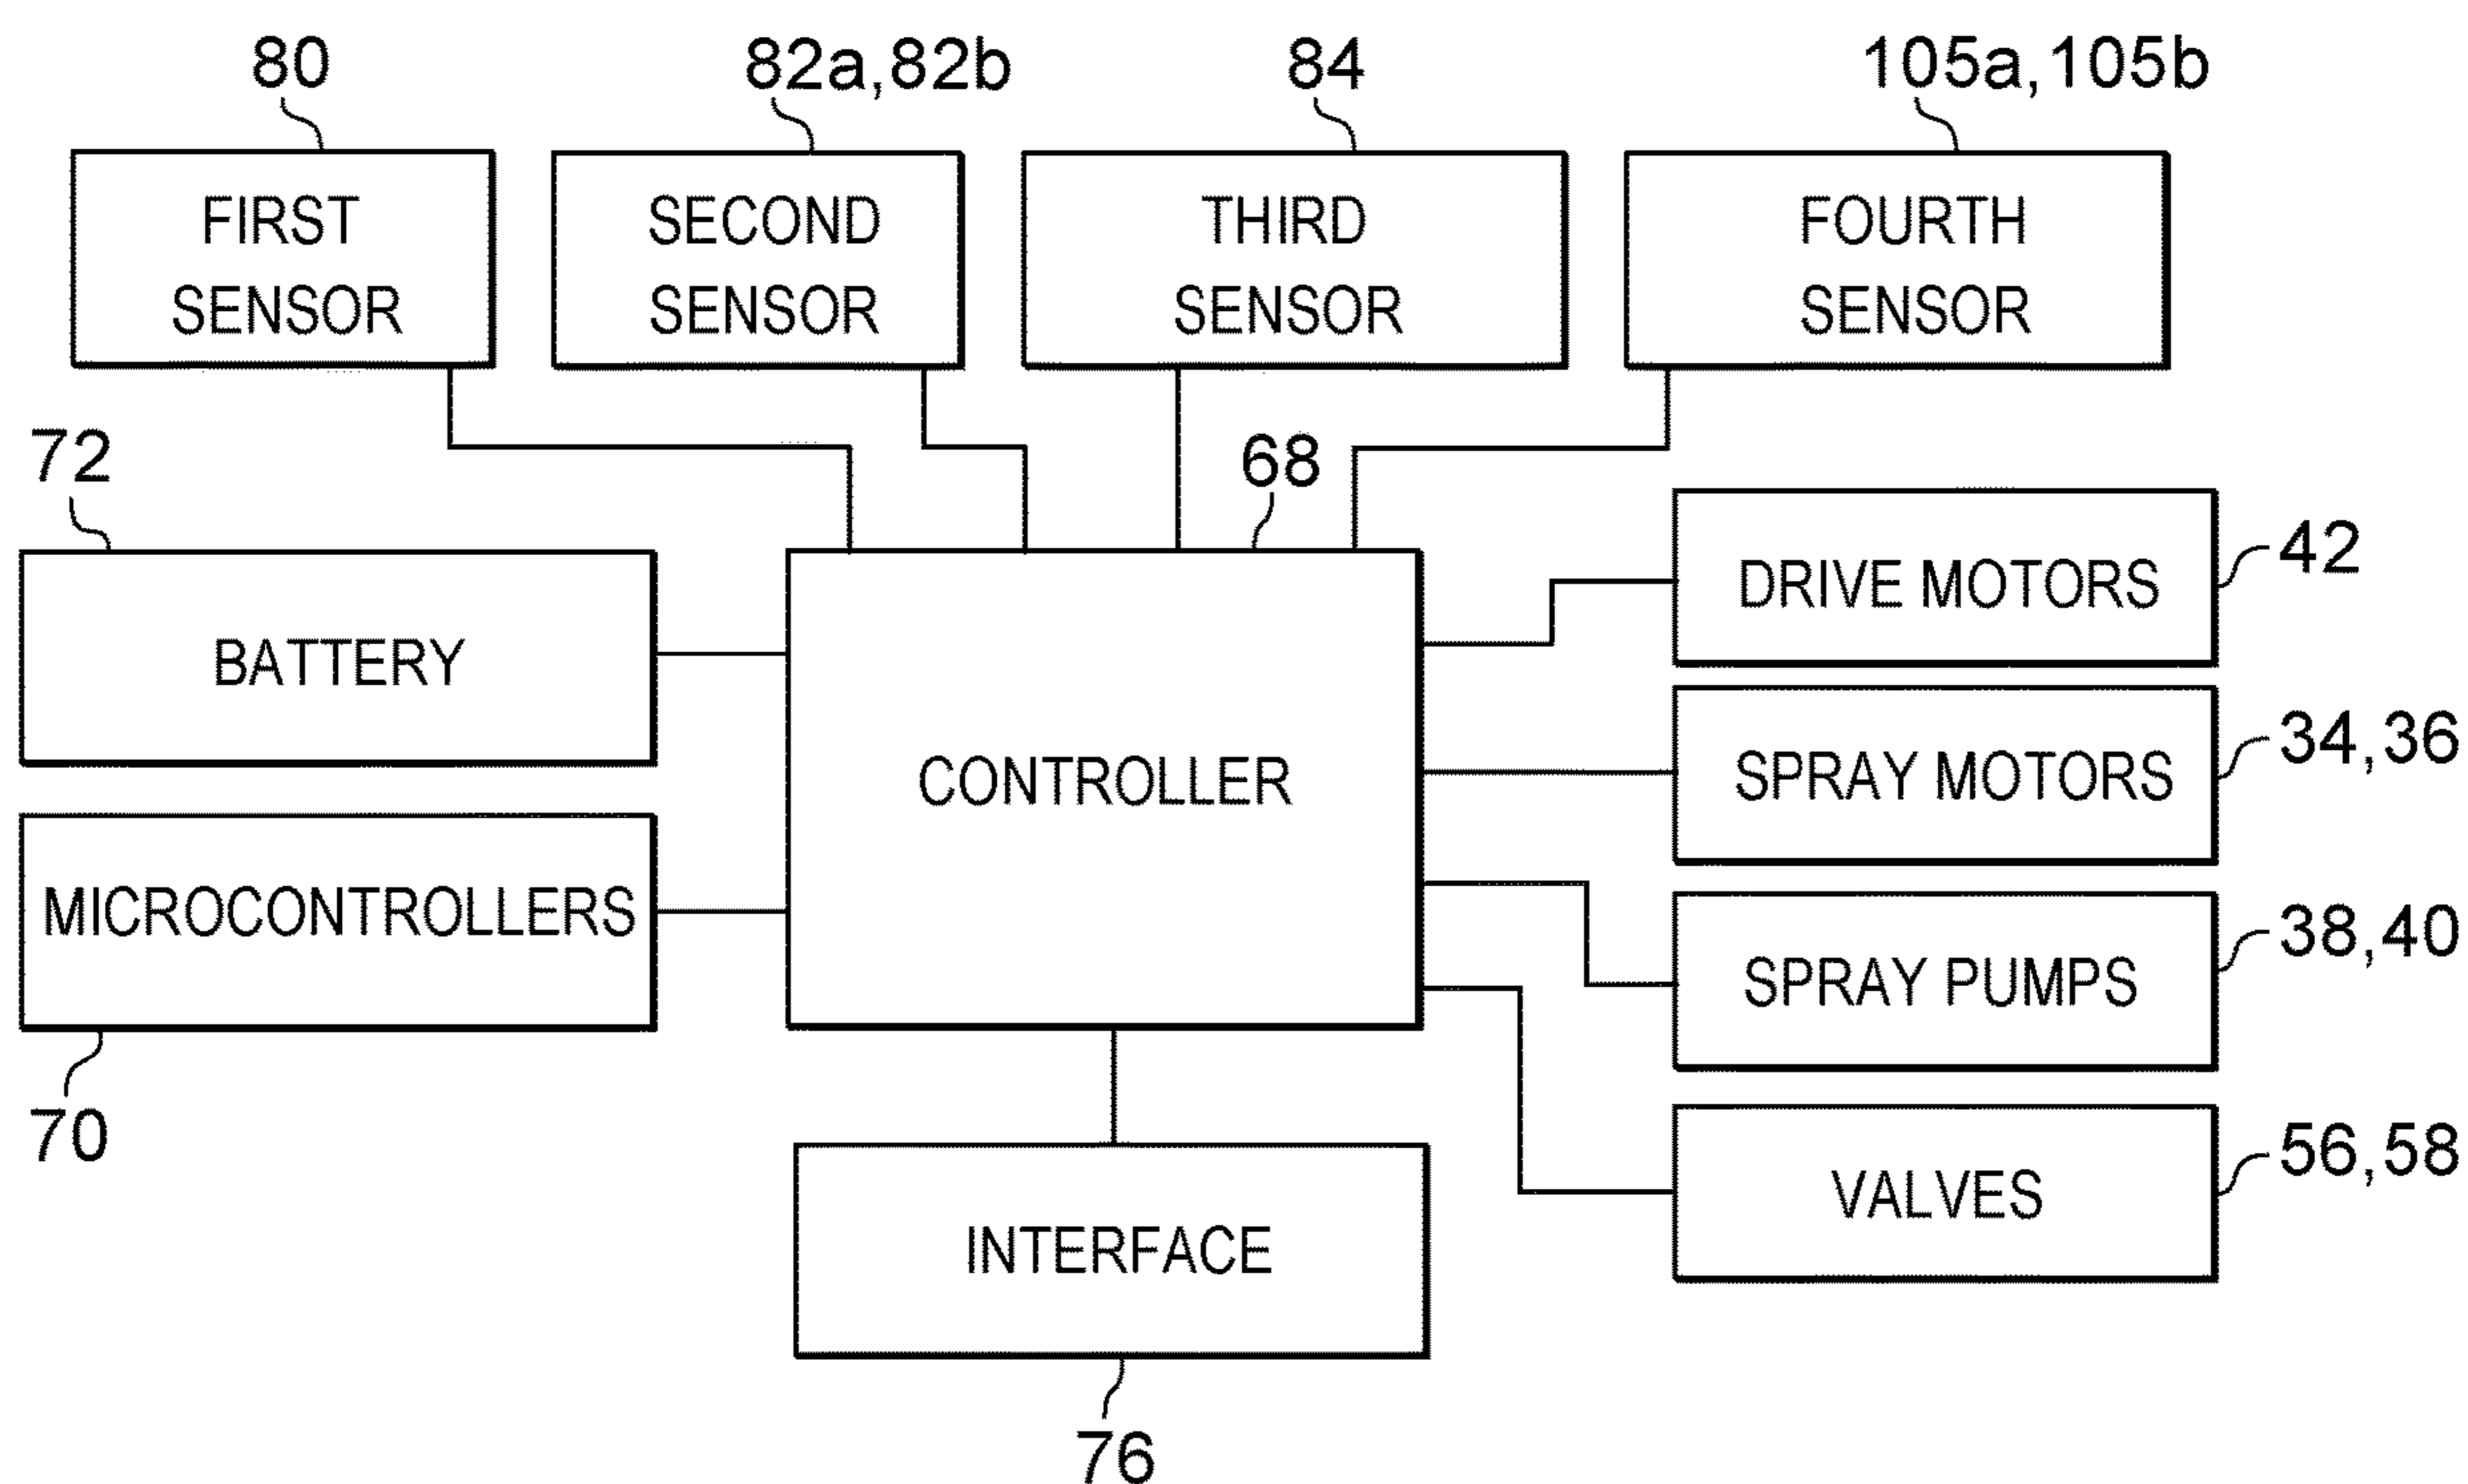 80
82a,82b
84
105a,105b
FIRST
SENSOR
SECOND
SENSOR
THIRD
SENSOR
FOURTH
SENSOR
72
68
BATTERY
CONTROLLER
DRIVE MOTORS
42
SPRAY MOTORS
34,36
MICROCONTROLLERS
SPRAY PUMPS
38,40
70
VALVES
56,58
INTERFACE
76